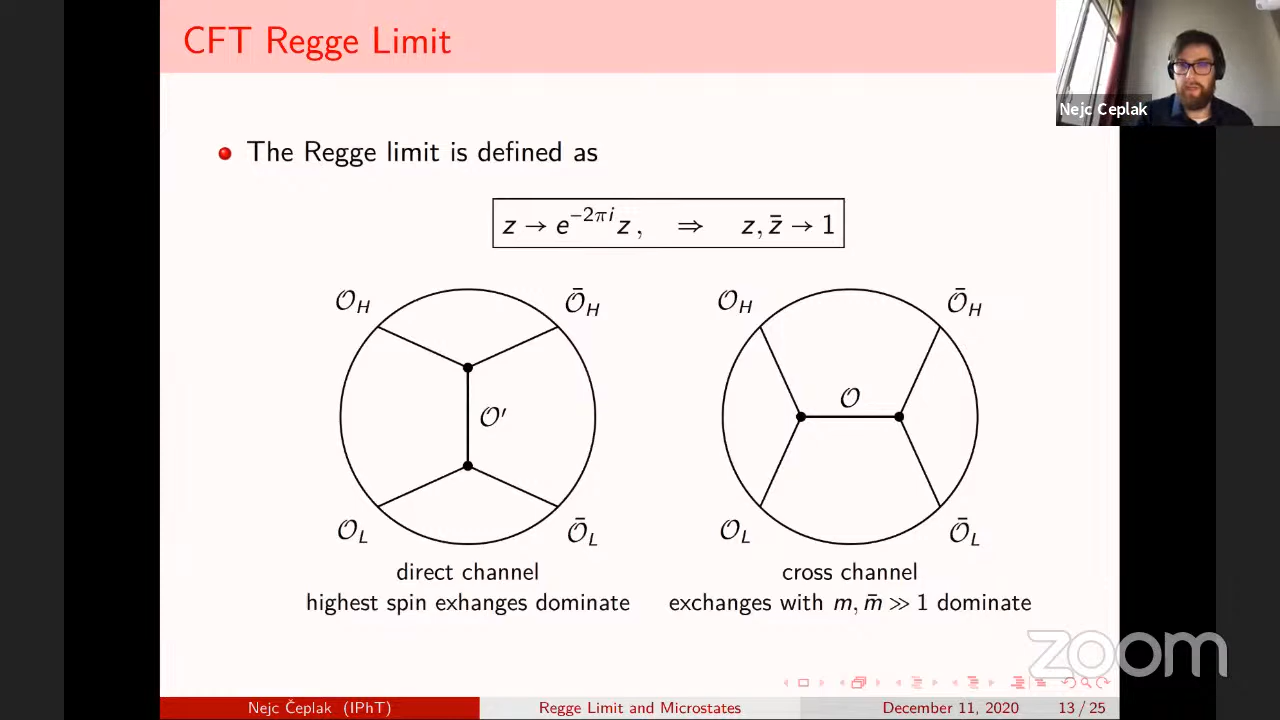 CFT Regge Limit
Nejc Ceplak
The Regge limit is defined as
z → e^{−2πi} z , ⇒ z, z̄ → 1
𝒪_H 𝒪̄_H 𝒪_H 𝒪̄_H
𝒪′ 𝒪
𝒪_L 𝒪̄_L 𝒪_L 𝒪̄_L
direct channel cross channel
highest spin exhanges dominate exchanges with m, m̄ ≫ 1 dominate
zoom
Nejc Čeplak (IPhT) Regge Limit and Microstates December 11, 2020 13 / 25